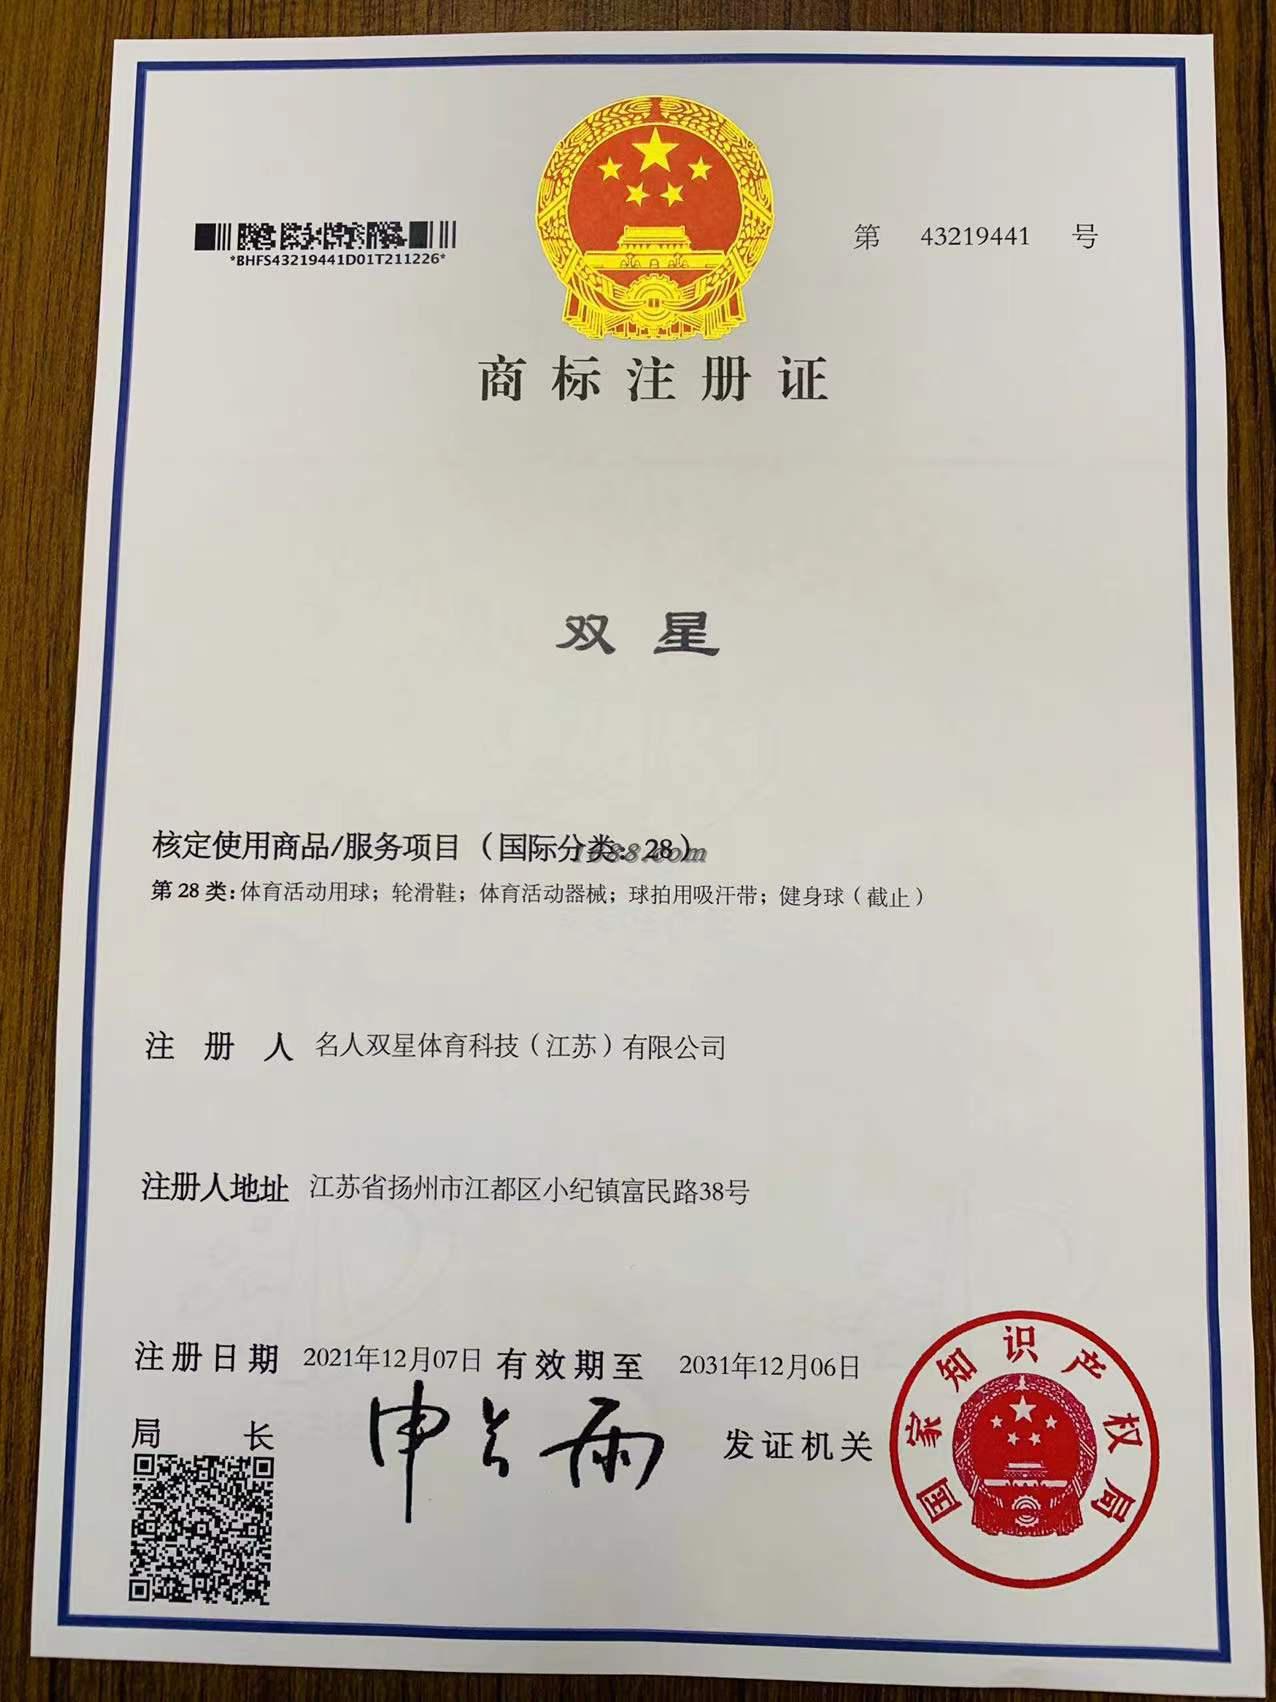 *BHFS43219441D01T211226*
第 43219441 号
商标注册证
双星
核定使用商品/服务项目（国际分类：28）
1688.com
第 28 类：体育活动用球；轮滑鞋；体育活动器械；球拍用吸汗带；健身球（截止）
注册人 名人双星体育科技（江苏）有限公司
注册人地址 江苏省扬州市江都区小纪镇富民路38号
注册日期 2021年12月07日 有效期至 2031年12月06日
局长 申长雨 发证机关
国家知识产权局